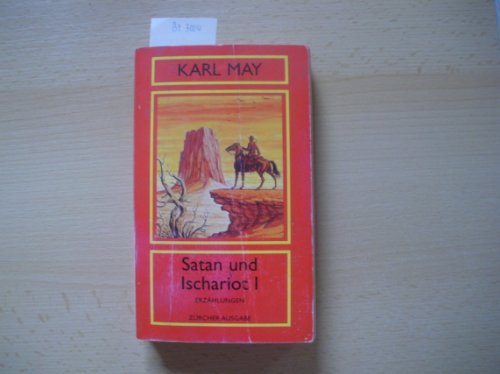 KARL MAY
Satan und
Ischariot I
ERZÄHLUNGEN
ZÜRCHER AUSGABE